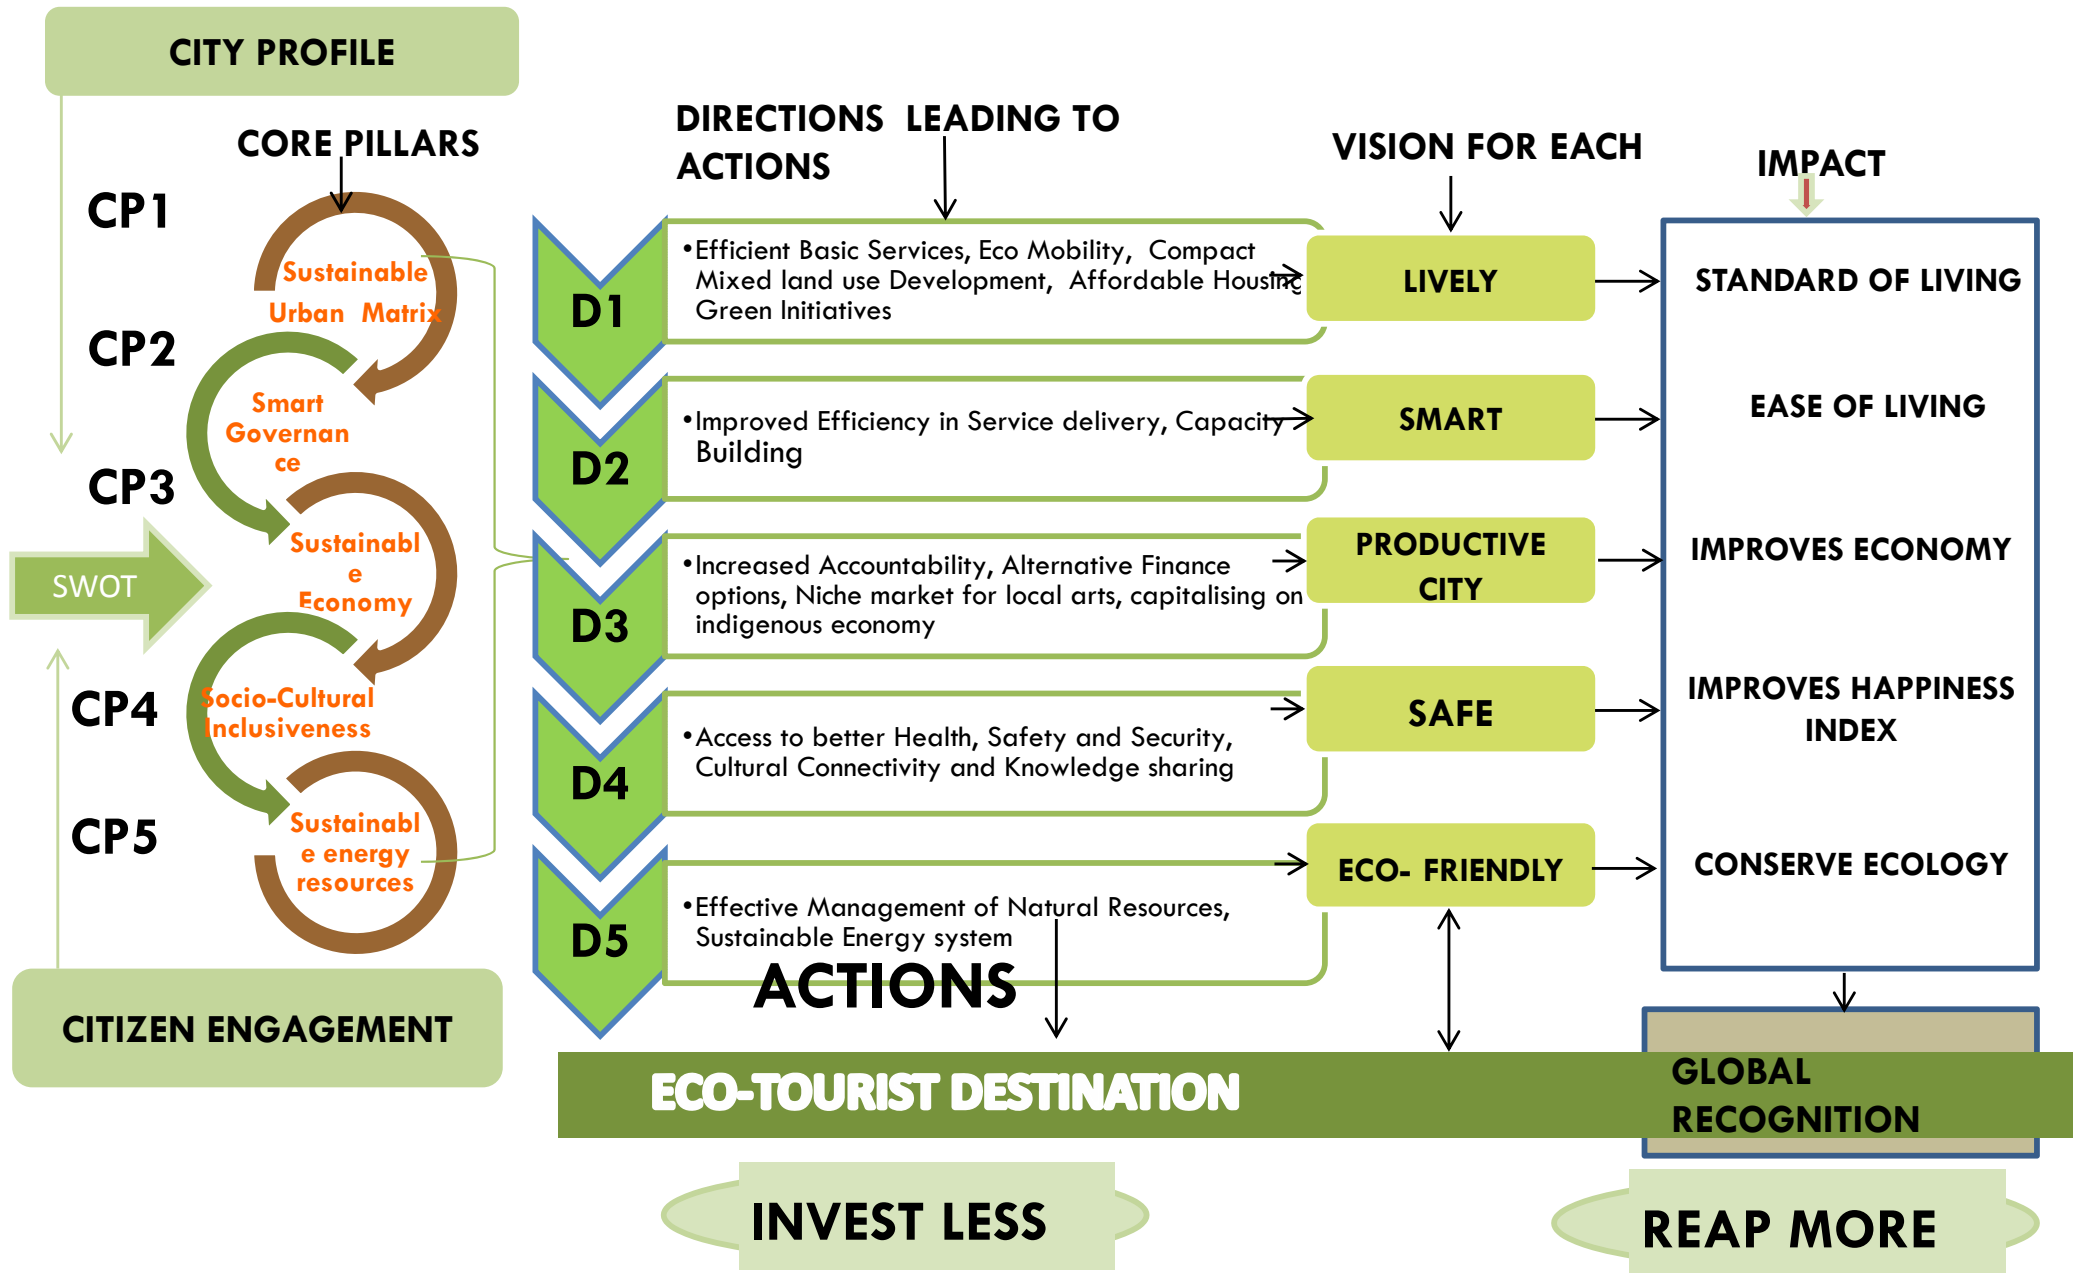 CITY PROFILE
CORE PILLARS
DIRECTIONS LEADING TO
ACTIONS
VISION FOR EACH
IMPACT
CP1
Sustainable
Urban Matrix
CP2
Smart
Governan
ce
CP3
Sustainabl
e
Economy
SWOT
CP4
Socio-Cultural
Inclusiveness
CP5
Sustainabl
e energy
resources
CITIZEN ENGAGEMENT
D1
•Efficient Basic Services, Eco Mobility, Compact
Mixed land use Development, Affordable Housing
Green Initiatives
LIVELY
STANDARD OF LIVING
D2
•Improved Efficiency in Service delivery, Capacity
Building
SMART
EASE OF LIVING
D3
•Increased Accountability, Alternative Finance
options, Niche market for local arts, capitalising on
indigenous economy
PRODUCTIVE
CITY
IMPROVES ECONOMY
D4
•Access to better Health, Safety and Security,
Cultural Connectivity and Knowledge sharing
SAFE
IMPROVES HAPPINESS
INDEX
D5
•Effective Management of Natural Resources,
Sustainable Energy system
ECO- FRIENDLY
CONSERVE ECOLOGY
ACTIONS
ECO-TOURIST DESTINATION
GLOBAL
RECOGNITION
INVEST LESS
REAP MORE